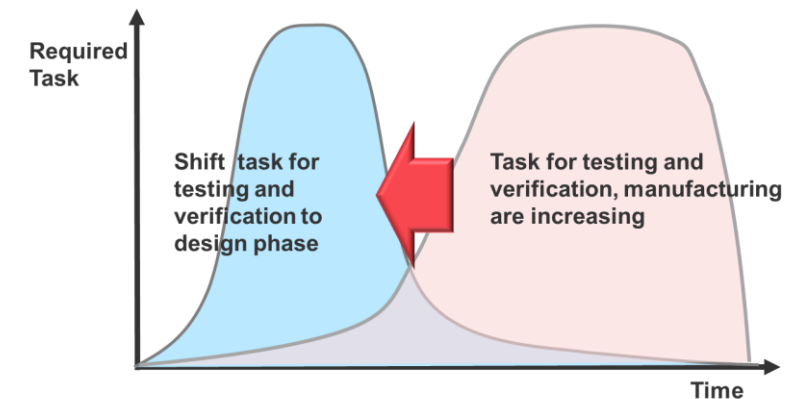 Required
Task
Shift task for
testing and
verification to
design phase
Task for testing and
verification, manufacturing
are increasing
Time